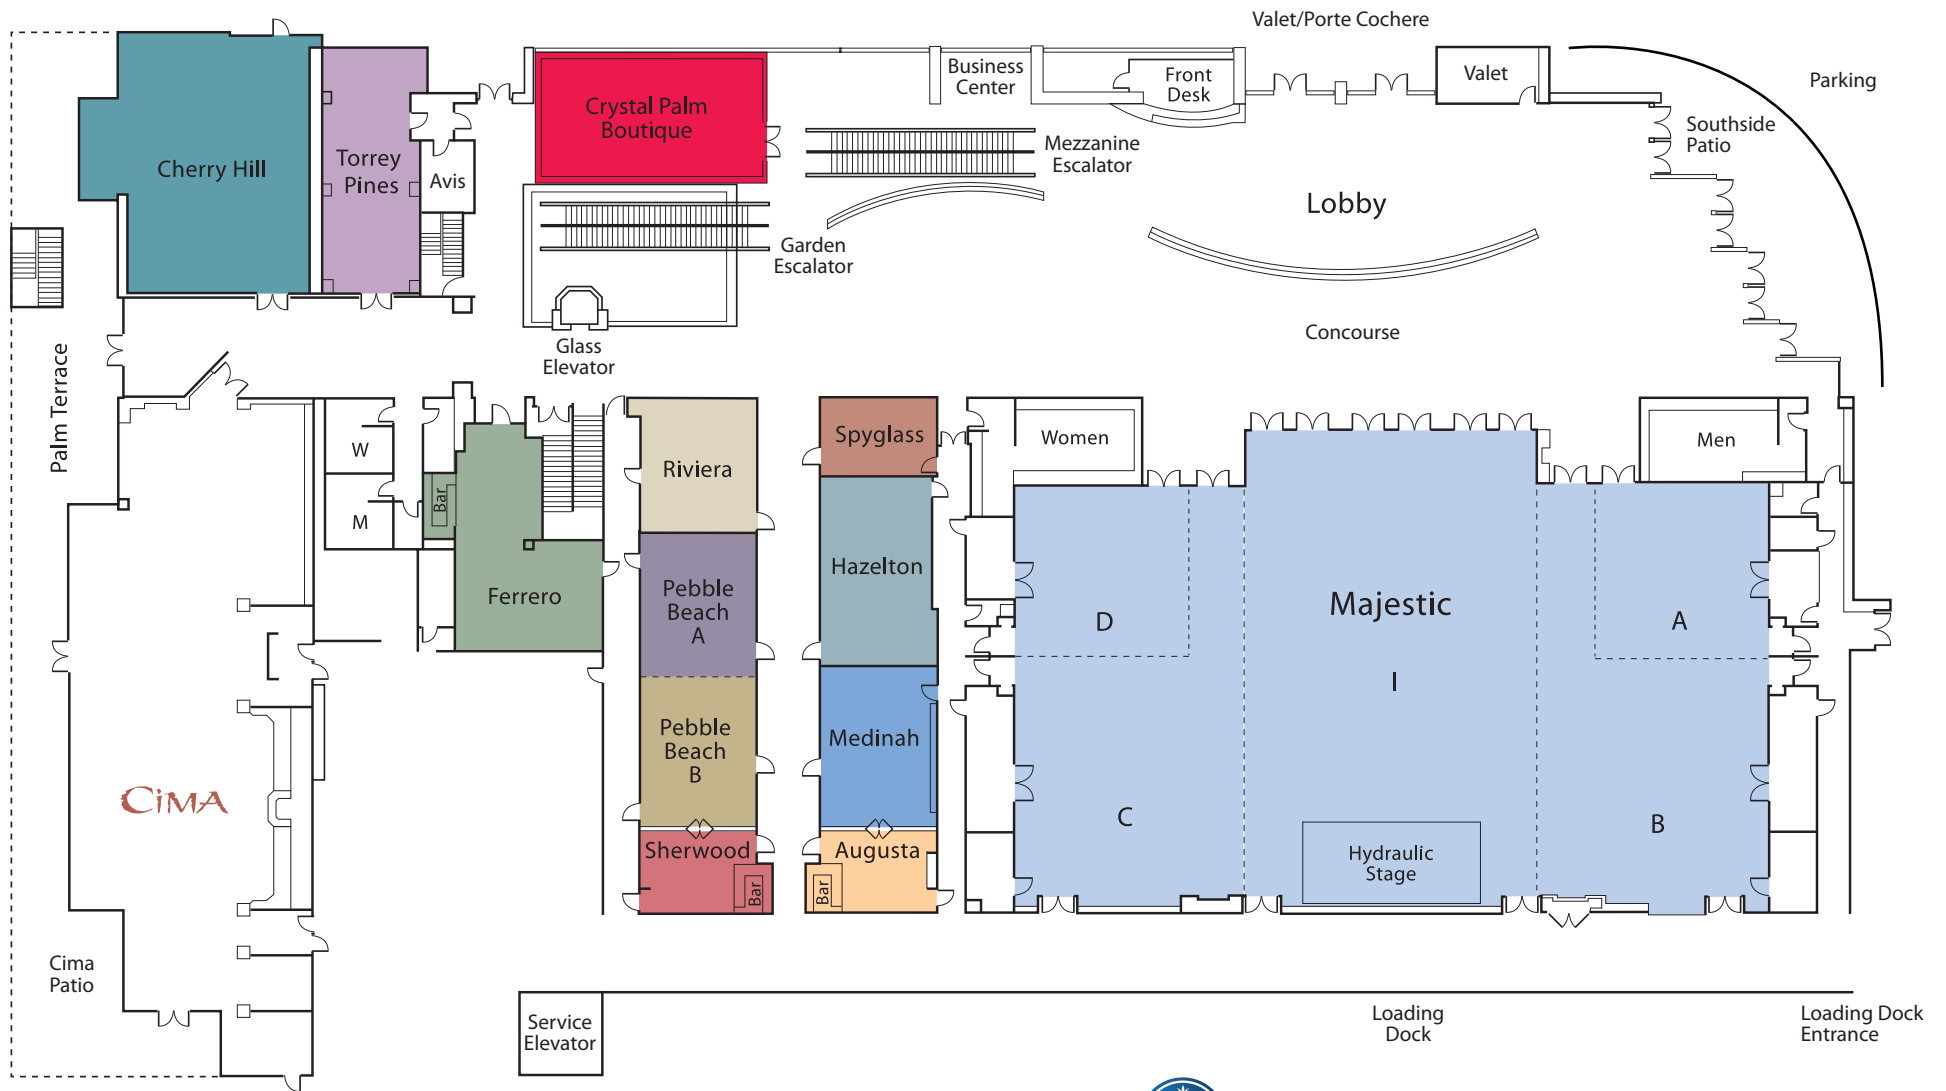 Valet/Porte Cochere
Business
Center
Front
Desk
Valet
Parking
Crystal Palm
Boutique
Southside
Patio
Mezzanine
Escalator
Cherry Hill
Torrey
Pines
Avis
Lobby
Garden
Escalator
Concourse
Glass
Elevator
Palm Terrace
W
M
Bar
Ferrero
Riviera
Spyglass
Women
Men
Pebble
Beach
A
Hazelton
D
Majestic
A
I
Pebble
Beach
B
Medinah
CiMA
C
B
Sherwood
Bar
Augusta
Bar
Hydraulic
Stage
Cima
Patio
Service
Elevator
Loading
Dock
Loading Dock
Entrance